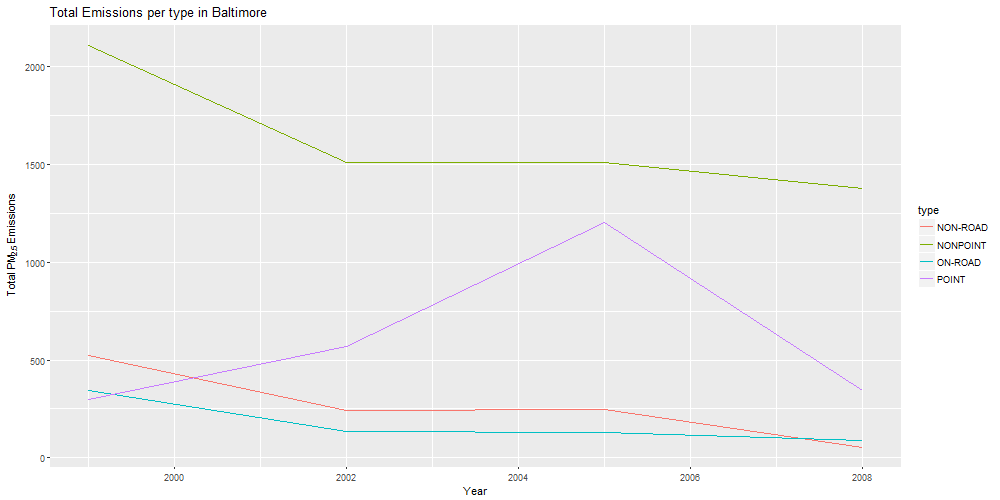 Total Emissions per type in Baltimore
Total PM2.5 Emissions
2000
1500
1000
500
0
2000
2002
2004
2006
2008
Year
type
NON-ROAD
NONPOINT
ON-ROAD
POINT